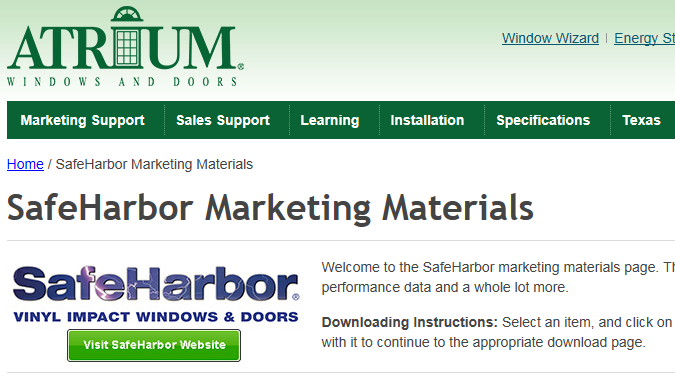 ATRIUM®
WINDOWS AND DOORS
Window Wizard | Energy St
Marketing Support Sales Support Learning Installation Specifications Texas
Home / SafeHarbor Marketing Materials
SafeHarbor Marketing Materials
SafeHarbor®
VINYL IMPACT WINDOWS & DOORS
Visit SafeHarbor Website
Welcome to the SafeHarbor marketing materials page. Th
performance data and a whole lot more.
Downloading Instructions: Select an item, and click on
with it to continue to the appropriate download page.